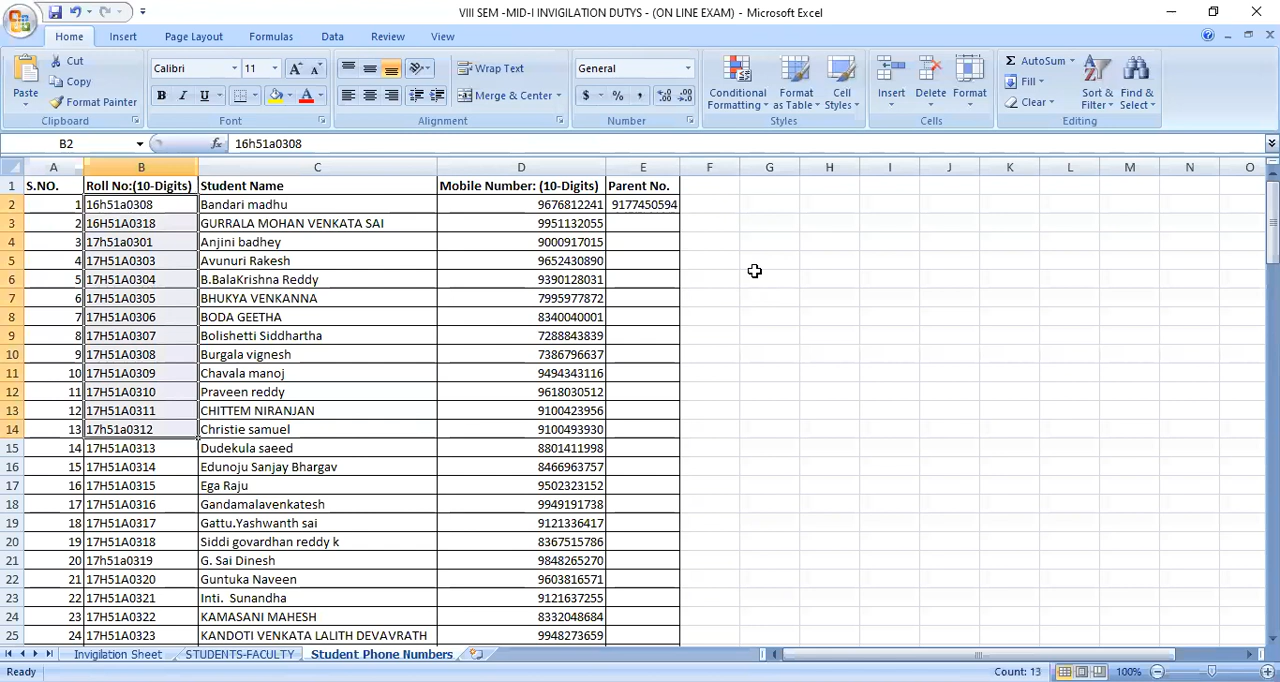 VIII SEM -MID-I INVIGILATION DUTYS - (ON LINE EXAM) - Microsoft Excel
Home Insert Page Layout Formulas Data Review View
Paste Cut Copy Format Painter Clipboard
Calibri 11 A A B I U A Font
Wrap Text Merge & Center Alignment
General $ % , .0 .00 .00 .0 Number
Conditional Formatting Format as Table Cell Styles Styles
Insert Delete Format Cells
Σ AutoSum Fill Clear Sort & Filter Find & Select Editing
B2 fx 16h51a0308
A B C D E F G H I J K L M N O
1 S.NO. Roll No:(10-Digits) Student Name Mobile Number: (10-Digits) Parent No.
2 1 16h51a0308 Bandari madhu 9676812241 9177450594
3 2 16H51A0318 GURRALA MOHAN VENKATA SAI 9951132055
4 3 17h51a0301 Anjini badhey 9000917015
5 4 17H51A0303 Avunuri Rakesh 9652430890
6 5 17H51A0304 B.BalaKrishna Reddy 9390128031
7 6 17H51A0305 BHUKYA VENKANNA 7995977872
8 7 17H51A0306 BODA GEETHA 8340040001
9 8 17H51A0307 Bolishetti Siddhartha 7288843839
10 9 17H51A0308 Burgala vignesh 7386796637
11 10 17H51A0309 Chavala manoj 9494343116
12 11 17H51A0310 Praveen reddy 9618030512
13 12 17H51A0311 CHITTEM NIRANJAN 9100423956
14 13 17h51a0312 Christie samuel 9100493930
15 14 17H51A0313 Dudekula saeed 8801411998
16 15 17H51A0314 Edunoju Sanjay Bhargav 8466963757
17 16 17H51A0315 Ega Raju 9502323152
18 17 17H51A0316 Gandamalavenkatesh 9949191738
19 18 17H51A0317 Gattu.Yashwanth sai 9121336417
20 19 17H51A0318 Siddi govardhan reddy k 8367515786
21 20 17h51a0319 G. Sai Dinesh 9848265270
22 21 17H51A0320 Guntuka Naveen 9603816571
23 22 17H51A0321 Inti.  Sunandha 9121637255
24 23 17H51A0322 KAMASANI MAHESH 8332048684
25 24 17H51A0323 KANDOTI VENKATA LALITH DEVAVRATH 9948273659
Invigilation Sheet STUDENTS-FACULTY Student Phone Numbers
Ready Count: 13 100%